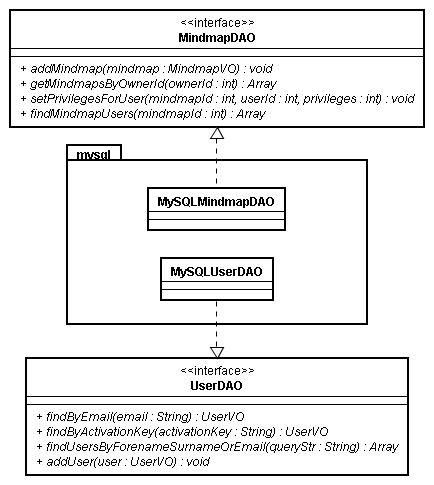 <<interface>>
MindmapDAO
+ addMindmap(mindmap : MindmapVO) : void
+ getMindmapsByOwnerId(ownerId : int) : Array
+ setPrivilegesForUser(mindmapId : int, userId : int, privileges : int) : void
+ findMindmapUsers(mindmapId : int) : Array
mysql
MySQLMindmapDAO
MySQLUserDAO
<<interface>>
UserDAO
+ findByEmail(email : String) : UserVO
+ findByActivationKey(activationKey : String) : UserVO
+ findUsersByForenameSurnameOrEmail(queryStr : String) : Array
+ addUser(user : UserVO) : void